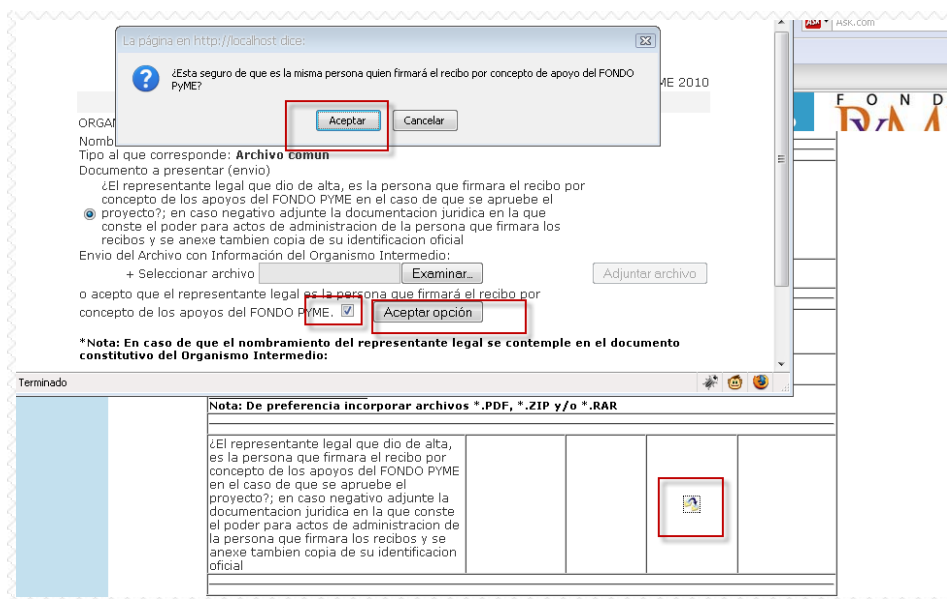 Ask.com
La página en http://localhost dice:
¿Esta seguro de que es la misma persona quien firmará el recibo por concepto de apoyo del FONDO
PyME?
Aceptar
Cancelar
2010
FOND
Tipo al que corresponde: Archivo común
Documento a presentar (envio)
¿El representante legal que dio de alta, es la persona que firmara el recibo por
concepto de los apoyos del FONDO PYME en el caso de que se apruebe el
proyecto?; en caso negativo adjunte la documentacion juridica en la que
conste el poder para actos de administracion de la persona que firmara los
recibos y se anexe tambien copia de su identificacion oficial
Envio del Archivo con Información del Organismo Intermedio:
+ Seleccionar archivo
Examinar...
Adjuntar archivo
o acepto que el representante legal es la persona que firmará el recibo por
concepto de los apoyos del FONDO PYME.
Aceptar opción
*Nota: En caso de que el nombramiento del representante legal se contemple en el documento
constitutivo del Organismo Intermedio:
Terminado
Nota: De preferencia incorporar archivos *.PDF, *.ZIP y/o *.RAR
¿El representante legal que dio de alta,
es la persona que firmara el recibo por
concepto de los apoyos del FONDO PYME
en el caso de que se apruebe el
proyecto?; en caso negativo adjunte la
documentacion juridica en la que conste
el poder para actos de administracion de
la persona que firmara los recibos y se
anexe tambien copia de su identificacion
oficial